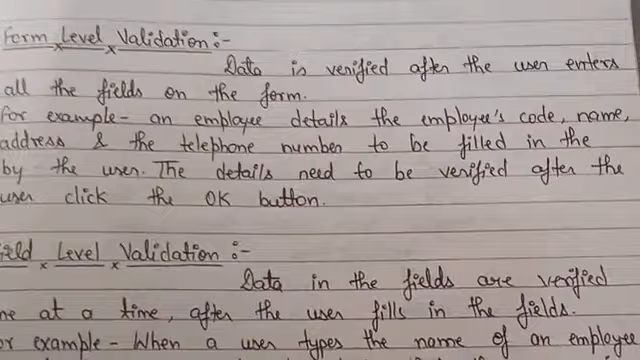 Form Level Validation :-
Data is verified after the user enters
all the fields on the form.
For example - an employee details the employee's code, name,
address & the telephone number to be filled in the
by the user. The details need to be verified after the
user click the OK button.
ield Level Validation :-
Data in the fields are verified
ne at a time, after the user fills in the fields.
or example - When a user types the name of an employee